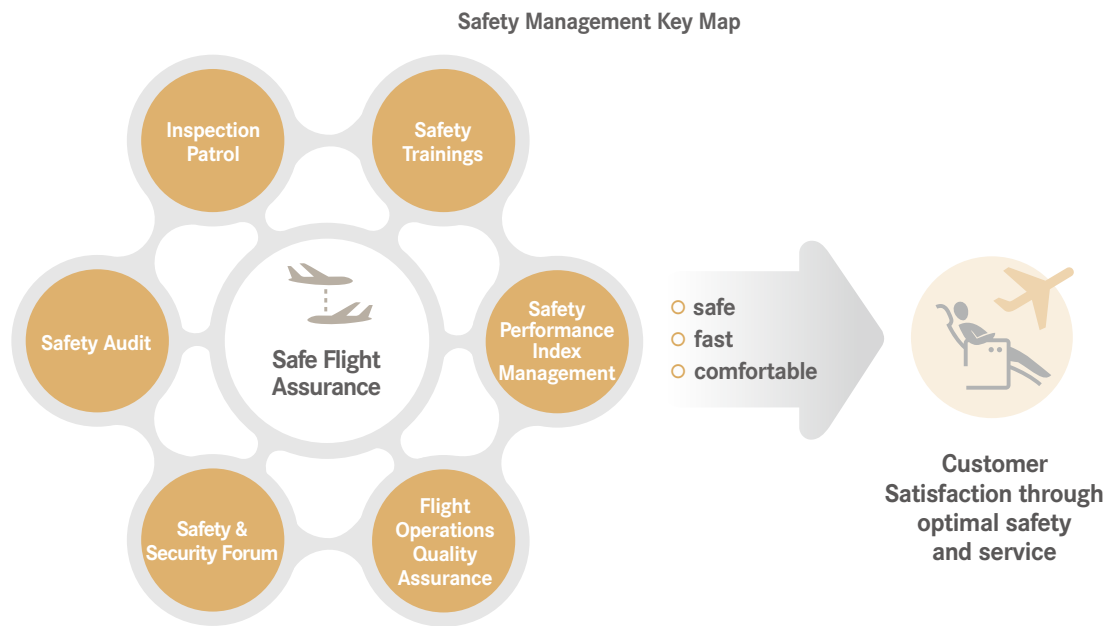 Safety Management Key Map
Inspection
Patrol
Safety
Trainings
Safety Audit
Safe Flight
Assurance
Safety
Performance
Index
Management
Safety &
Security Forum
Flight
Operations
Quality
Assurance
safe
fast
comfortable
Customer
Satisfaction through
optimal safety
and service